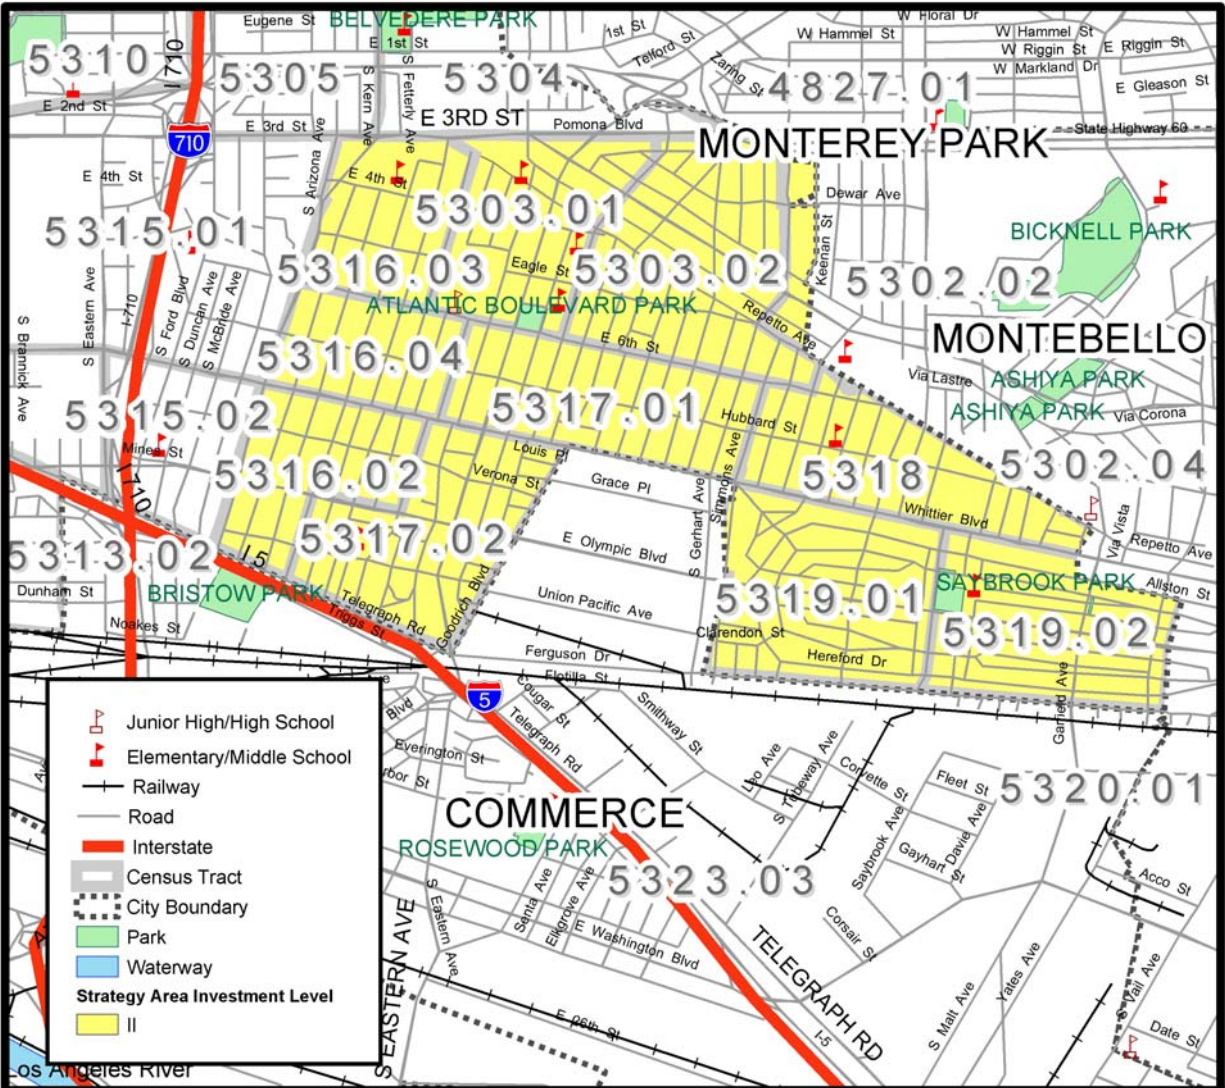 Eugene St
BELVEDERE PARK
1st St
W Floral Dr
E 1st St
Telford St
W Hammel St
W Hammel St
W Riggin St
E Riggin St
Zaring St
W Markland Dr
E Gleason St
5310
I 710
5305
S Kern Ave
S Fetterly Ave
5304
4827.01
E 2nd St
E 3RD ST
E 3rd St
Pomona Blvd
State Highway 60
710
MONTEREY PARK
S Arizona Ave
E 4th St
E 4th St
Dewar Ave
5303.01
5315.01
BICKNELL PARK
Keenan St
5316.03
Eagle St
5303.02
5302.02
S Eastern Ave
I-710
S Ford Blvd
S Duncan Ave
S McBride Ave
ATLANTIC BOULEVARD PARK
Repetto Ave
S Brannick Ave
E 6th St
MONTEBELLO
5316.04
Via Lastre
ASHIYA PARK
ASHIYA PARK
Via Corona
5315.02
5317.01
Hubbard St
Mines St
Louis Pl
5302.04
5316.02
Verona St
Grace Pl
S Gerhart Ave
Simmons Ave
5318
I 710
Whittier Blvd
Via Vista
5317.02
E Olympic Blvd
Repetto Ave
5313.02
I 5
Dunham St
BRISTOW PARK
Telegraph Rd
Triggs St
Goodrich Blvd
Union Pacific Ave
5319.01
SAYBROOK PARK
Allston St
Noakes St
Clarendon St
5319.02
Ferguson Dr
Hereford Dr
Flotilla St
Garfield Ave
5
Cougar St
Telegraph Rd
Smithway St
Blvd
Everington St
Leo Ave
S Tubeway Ave
Corvette St
Fleet St
5320.01
COMMERCE
Saybrook Ave
Davie Ave
Gayhart St
ROSEWOOD PARK
5323.03
Acco St
S Eastern Ave
Senta Ave
Elkgrove Ave
E Washington Blvd
Corsair St
TELEGRAPH RD
S EASTERN AVE
Yates Ave
S Malt Ave
S Vail Ave
E 26th St
I-5
Date St
Junior High/High School
Elementary/Middle School
Railway
Road
Interstate
Census Tract
City Boundary
Park
Waterway
Strategy Area Investment Level
II
os Angeles River